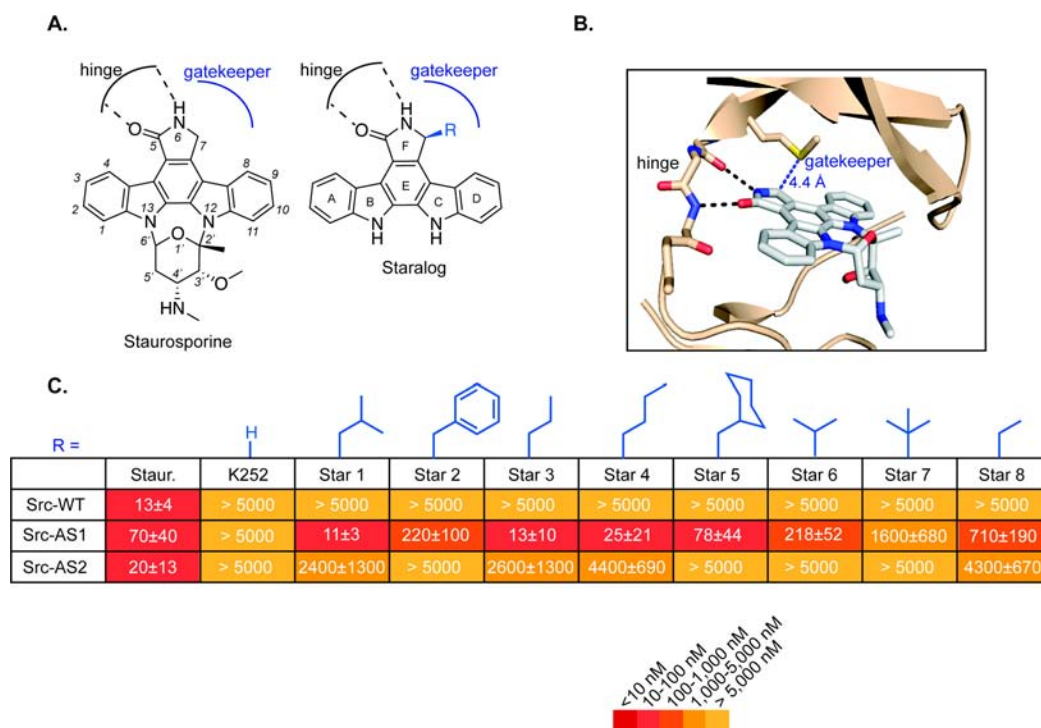 A.
B.
hinge
gatekeeper
hinge
gatekeeper
H
N
6
O
5
7
4
8
3
9
2
10
1
11
13
12
N
N
6'
O
1'
2'
5'
4'
3'
O
HN
Staurosporine
H
N
O
F
R
E
A
B
C
D
N
H
N
H
Staralog
hinge
gatekeeper
4.4 Å
C.
R =
H
Staur. K252 Star 1 Star 2 Star 3 Star 4 Star 5 Star 6 Star 7 Star 8
Src-WT 13±4 > 5000 > 5000 > 5000 > 5000 > 5000 > 5000 > 5000 > 5000 > 5000
Src-AS1 70±40 > 5000 11±3 220±100 13±10 25±21 78±44 218±52 1600±680 710±190
Src-AS2 20±13 > 5000 2400±1300 > 5000 2600±1300 4400±690 > 5000 > 5000 > 5000 4300±670
<10 nM
10-100 nM
100-1,000 nM
1,000-5,000 nM
> 5,000 nM